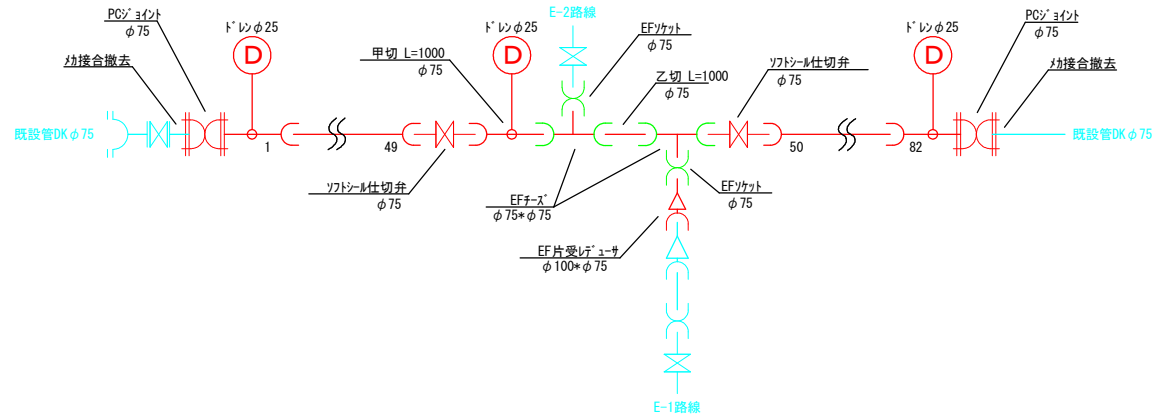 PCジョイント
φ75
メカ接合撤去
既設管DKφ75
ドレンφ25
D
1
49
甲切 L=1000
φ75
ソフトシール仕切弁
φ75
ドレンφ25
D
E-2路線
EFソケット
φ75
乙切 L=1000
φ75
EFチーズ
φ75*φ75
EF片受レデューサ
φ100*φ75
EFソケット
φ75
E-1路線
ソフトシール仕切弁
φ75
50
82
ドレンφ25
D
PCジョイント
φ75
メカ接合撤去
既設管DKφ75